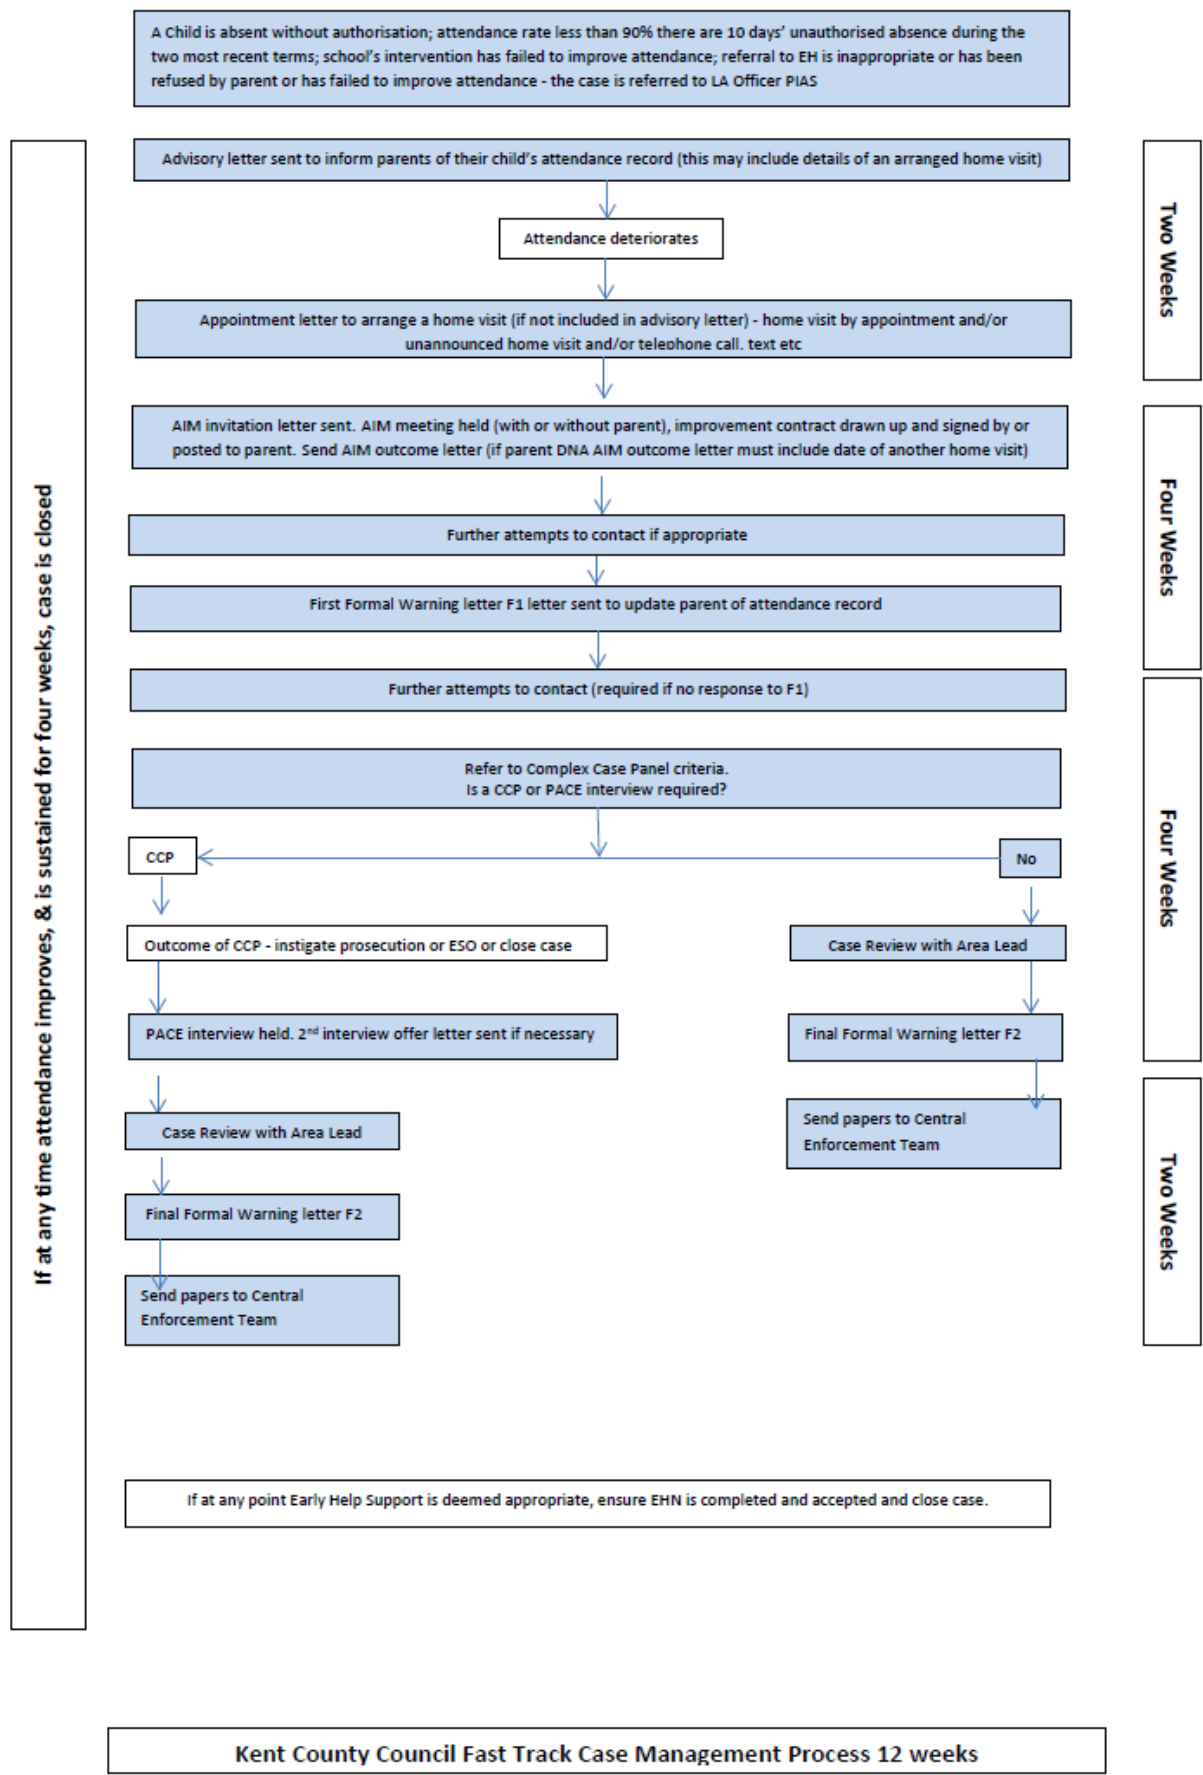 A Child is absent without authorisation; attendance rate less than 90% there are 10 days' unauthorised absence during the
two most recent terms; school's intervention has failed to improve attendance; referral to EH is inappropriate or has been
refused by parent or has failed to improve attendance - the case is referred to LA Officer PIAS
If at any time attendance improves, & is sustained for four weeks, case is closed
Advisory letter sent to inform parents of their child's attendance record (this may include details of an arranged home visit)
Attendance deteriorates
Appointment letter to arrange a home visit (if not included in advisory letter) - home visit by appointment and/or
unannounced home visit and/or telephone call, text etc
Two Weeks
AIM invitation letter sent. AIM meeting held (with or without parent), improvement contract drawn up and signed by or
posted to parent. Send AIM outcome letter (if parent DNA AIM outcome letter must include date of another home visit)
Further attempts to contact if appropriate
First Formal Warning letter F1 letter sent to update parent of attendance record
Four Weeks
Further attempts to contact (required if no response to F1)
Refer to Complex Case Panel criteria.
Is a CCP or PACE interview required?
CCP
No
Outcome of CCP - instigate prosecution or ESO or close case
Case Review with Area Lead
PACE interview held. 2nd interview offer letter sent if necessary
Final Formal Warning letter F2
Four Weeks
Case Review with Area Lead
Send papers to Central
Enforcement Team
Final Formal Warning letter F2
Send papers to Central
Enforcement Team
Two Weeks
If at any point Early Help Support is deemed appropriate, ensure EHN is completed and accepted and close case.
Kent County Council Fast Track Case Management Process 12 weeks